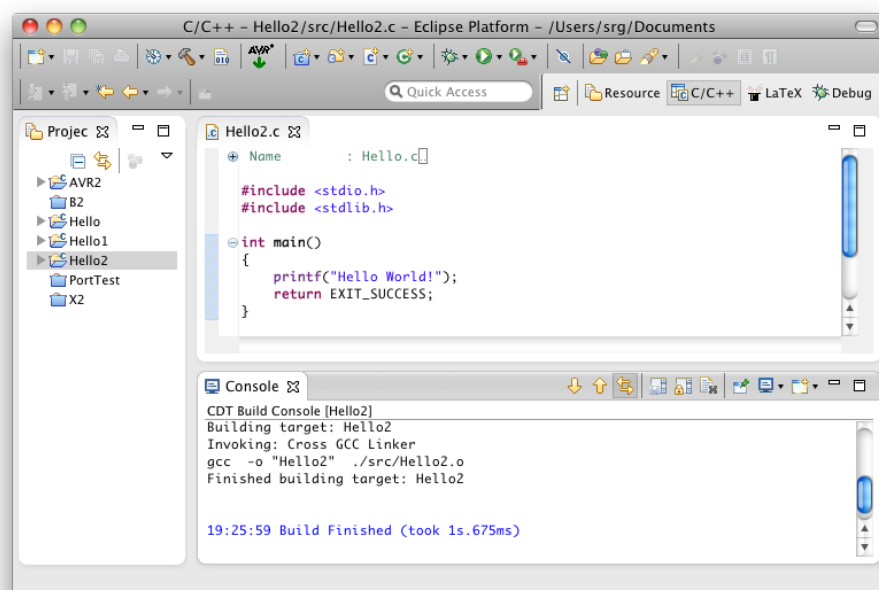 C/C++ – Hello2/src/Hello2.c – Eclipse Platform – /Users/srg/Documents
AVR*
Quick Access
Resource
C/C++
LaTeX
Debug
Projec
AVR2
B2
Hello
Hello1
Hello2
PortTest
X2
Hello2.c
Name : Hello.c
#include <stdio.h>
#include <stdlib.h>
int main()
{
printf("Hello World!");
return EXIT_SUCCESS;
}
Console
CDT Build Console [Hello2]
Building target: Hello2
Invoking: Cross GCC Linker
gcc -o "Hello2" ./src/Hello2.o
Finished building target: Hello2
19:25:59 Build Finished (took 1s.675ms)